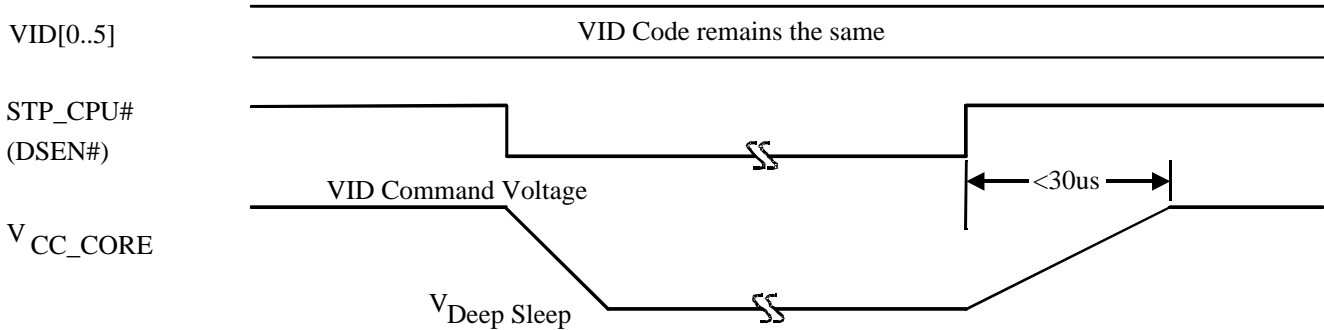 VID[0..5]
VID Code remains the same
STP_CPU#
(DSEN#)
<30us
VID Command Voltage
VCC_CORE
VDeep Sleep